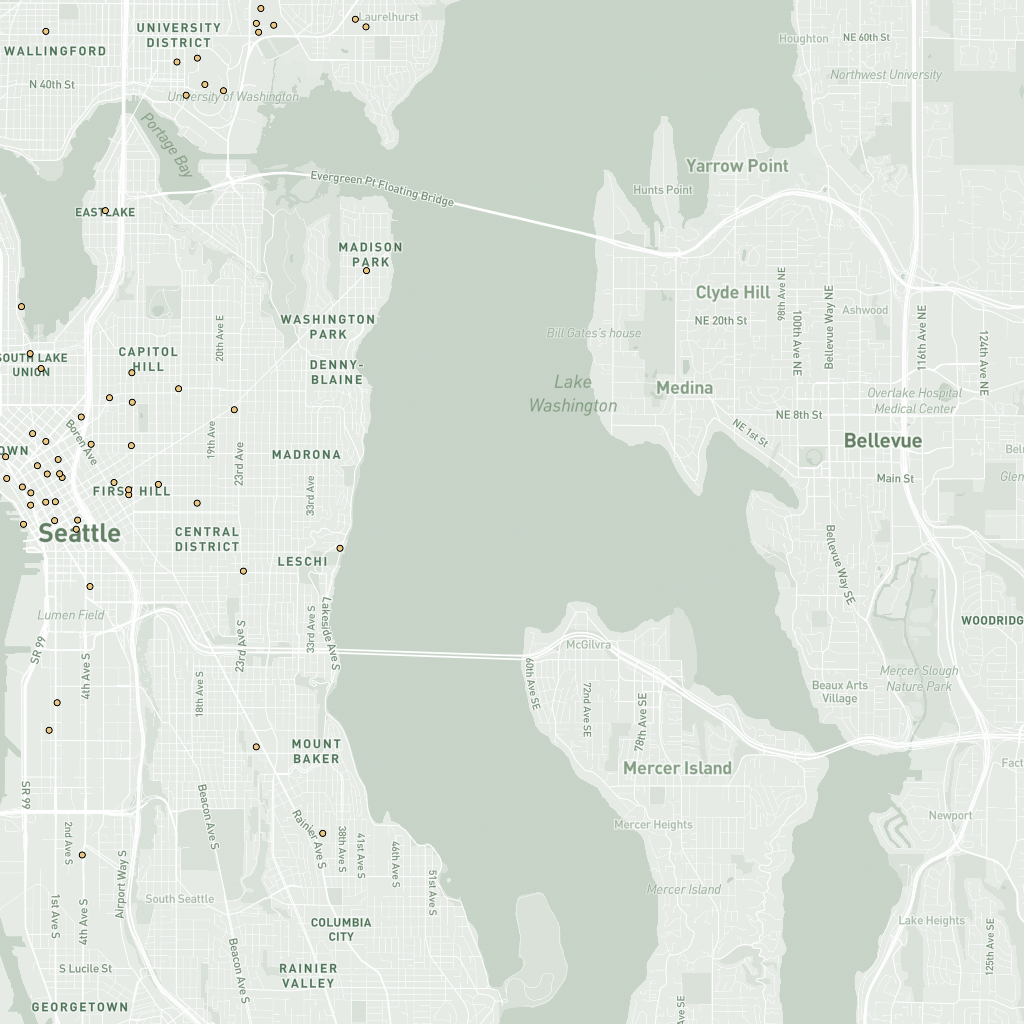 Laurelhurst
UNIVERSITY
DISTRICT
WALLINGFORD
Houghton
NE 60th St
Northwest University
N 40th St
University of Washington
Portage Bay
Yarrow Point
Evergreen Pt Floating Bridge
Hunts Point
EASTLAKE
MADISON
PARK
Clyde Hill
98th Ave NE
100th Ave NE
Bellevue Way NE
Ashwood
NE 20th St
116th Ave NE
124th Ave NE
20th Ave E
WASHINGTON
PARK
Bill Gates's house
SOUTH LAKE
UNION
CAPITOL
HILL
DENNY-
BLAINE
Lake
Washington
Medina
Overlake Hospital
Medical Center
NE 8th St
NE 1st St
Bellevue
Boren Ave
19th Ave
23rd Ave
MADRONA
OWN
Main St
33rd Ave
FIRST HILL
Seattle
CENTRAL
DISTRICT
LESCHI
Bellevue Way SE
Lumen Field
23rd Ave S
33rd Ave S
Lakeside Ave S
SR 99
4th Ave S
WOODRIDG
McGilvra
60th Ave SE
72nd Ave SE
78th Ave SE
Mercer Slough
Nature Park
Beaux Arts
Village
18th Ave S
MOUNT
BAKER
Mercer Island
Fact
SR 99
Beacon Ave S
Rainier Ave S
38th Ave S
41st Ave S
46th Ave S
51st Ave S
Mercer Heights
Newport
2nd Ave S
Airport Way S
Mercer Island
South Seattle
1st Ave S
4th Ave S
COLUMBIA
CITY
Lake Heights
125th Ave SE
Beacon Ave S
S Lucile St
RAINIER
VALLEY
GEORGETOWN
Ave SE